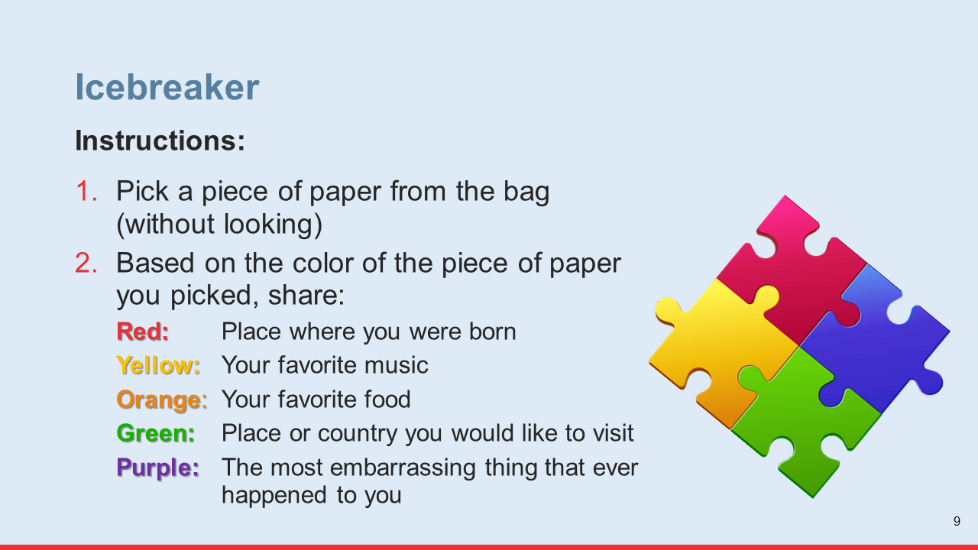 Icebreaker
Instructions:
1. Pick a piece of paper from the bag
(without looking)
2. Based on the color of the piece of paper
you picked, share:
Red: Place where you were born
Yellow: Your favorite music
Orange: Your favorite food
Green: Place or country you would like to visit
Purple: The most embarrassing thing that ever
happened to you
9